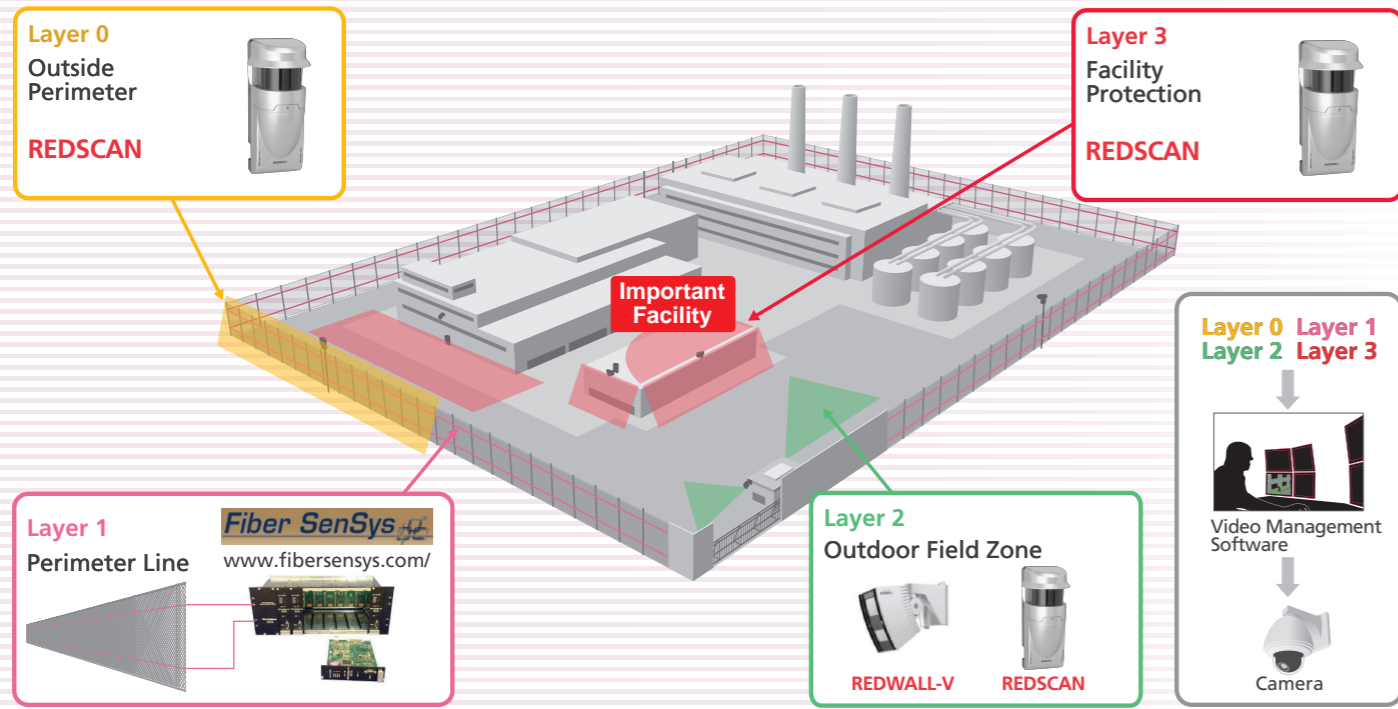 Layer 0
Outside
Perimeter
REDSCAN
Layer 3
Facility
Protection
REDSCAN
Important
Facility
Layer 0 Layer 1
Layer 2 Layer 3
Video Management
Software
Camera
Layer 1
Perimeter Line
Fiber SenSys
www.fibersensys.com/
Layer 2
Outdoor Field Zone
REDWALL-V REDSCAN